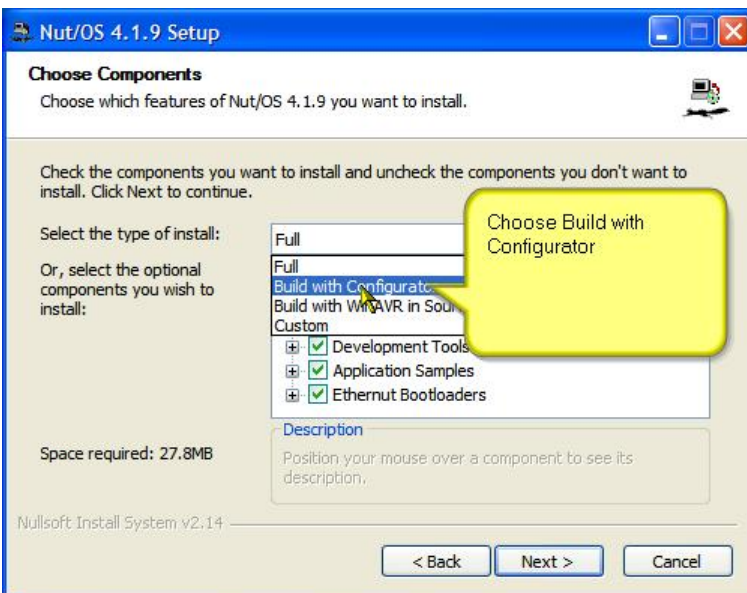 Nut/OS 4.1.9 Setup
Choose Components
Choose which features of Nut/OS 4.1.9 you want to install.
Check the components you want to install and uncheck the components you don't want to
install. Click Next to continue.
Select the type of install:
Full
Or, select the optional
components you wish to
install:
Full
Build with
Build with WinAVR in
Custom
Development Tools
Application Samples
Ethernut Bootloaders
Choose Build with
Configurator
Space required: 27.8MB
Description
Position your mouse over a component to see its
description.
Nullsoft Install System v2.14
< Back
Next >
Cancel